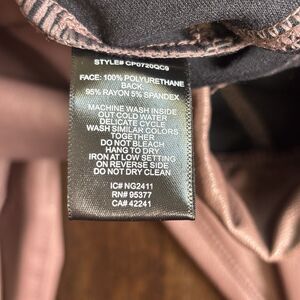 STYLE# CP0720QC9
FACE: 100% POLYURETHANE
BACK:
95% RAYON 5% SPANDEX
MACHINE WASH INSIDE
OUT COLD WATER
DELICATE CYCLE
WASH SIMILAR COLORS
TOGETHER
DO NOT BLEACH
HANG TO DRY
IRON AT LOW SETTING
ON REVERSE SIDE
DO NOT DRY CLEAN
IC# NG2411
RN# 95377
CA# 42241